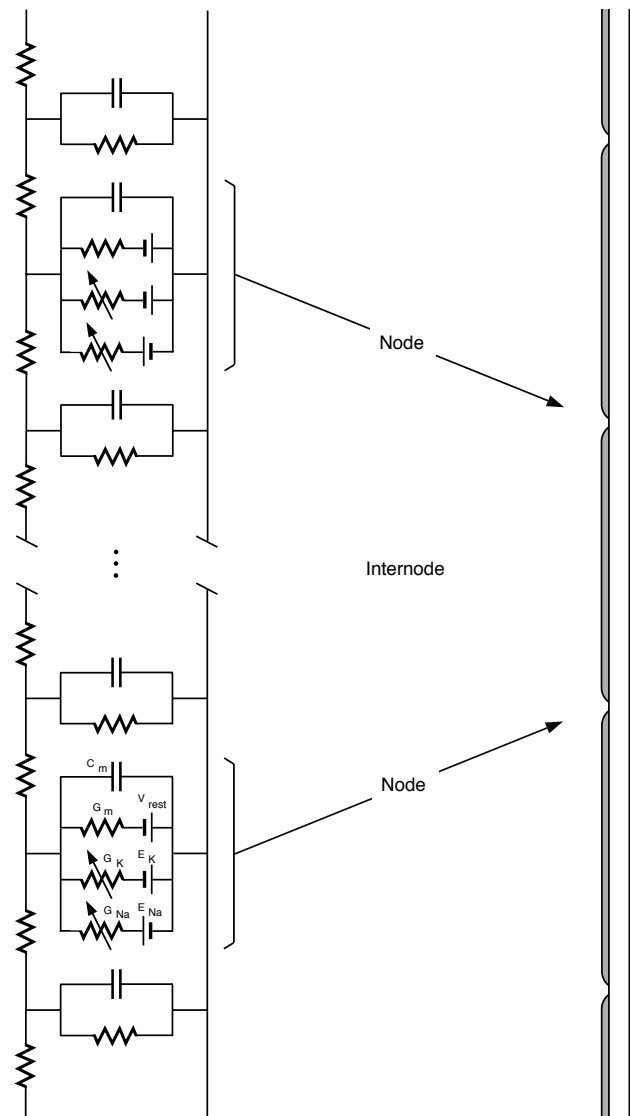 Node
Internode
Node
C m
V rest
G m
G K
E K
G Na
E Na